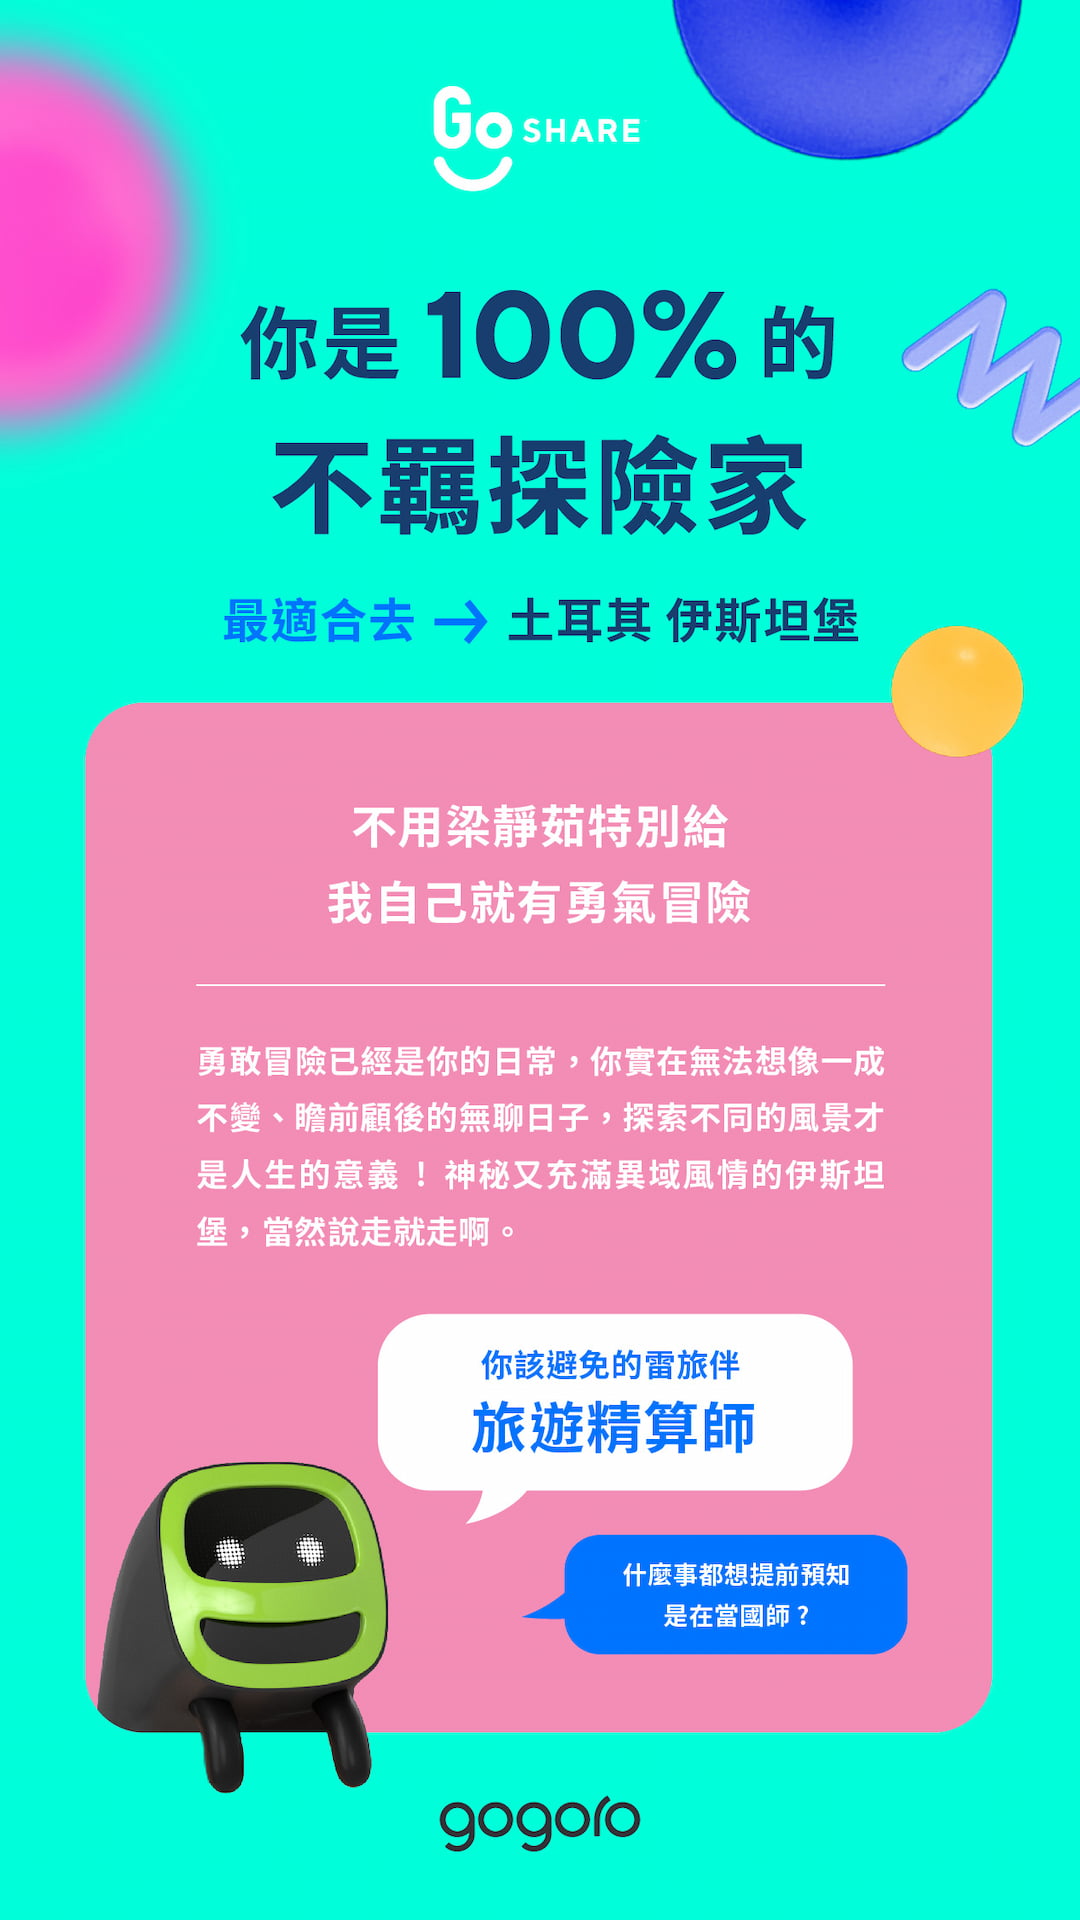 Go SHARE
你是 100% 的
不羈探險家
最適合去 → 土耳其 伊斯坦堡
不用梁靜茹特別給
我自己就有勇氣冒險
勇敢冒險已經是你的日常，你實在無法想像一成
不變、瞻前顧後的無聊日子，探索不同的風景才
是人生的意義！神秘又充滿異域風情的伊斯坦
堡，當然說走就走啊。
你該避免的雷旅伴
旅遊精算師
什麼事都想提前預知
是在當國師？
gogoro